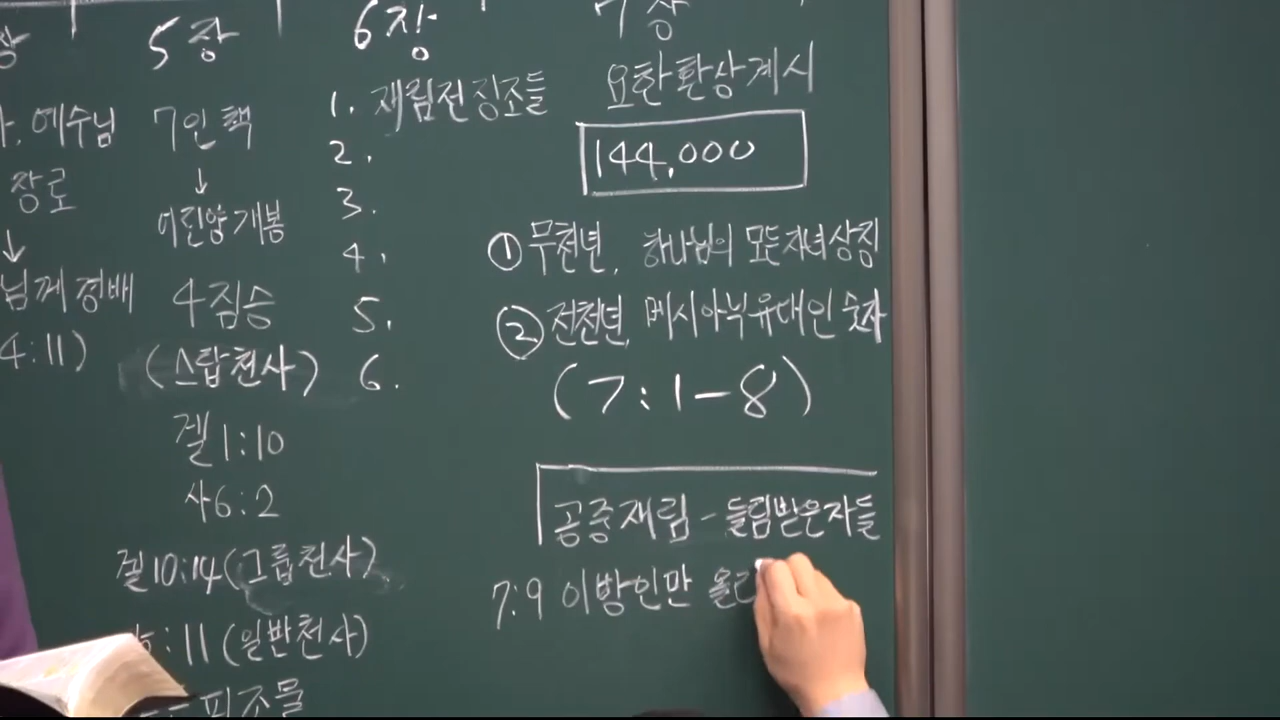 5장
7인 책
↓
어린양 개봉
4짐승
(스랍천사)
겔1:10
사6:2
겔10:14(그룹천사)
:11(일반천사)
피조물
예수님
장로
↓
님께 경배
4:11)
6장
1. 재림전 징조들
2.
3.
4.
5.
6.
7장
요한 환상계시
144,000
① 무천년, 하나님의 모든자녀상징
② 전천년, 메시아닉유대인 숫자
(7:1-8)
공중재림 - 들림받은자들
7:9 이방인만